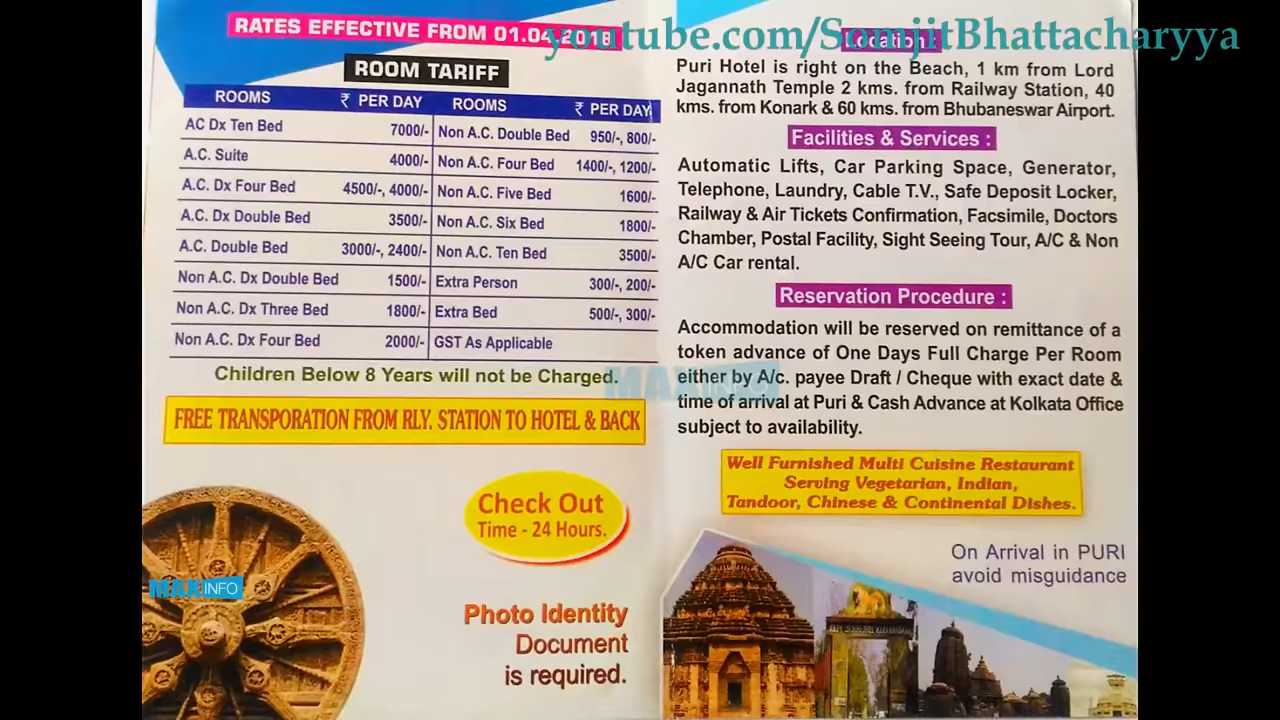 youtube.com/SomjitBhattacharyya
RATES EFFECTIVE FROM 01.04.2018
ROOM TARIFF
ROOMS ₹ PER DAY ROOMS ₹ PER DAY
AC Dx Ten Bed 7000/- Non A.C. Double Bed 950/-, 800/-
A.C. Suite 4000/- Non A.C. Four Bed 1400/-, 1200/-
A.C. Dx Four Bed 4500/-, 4000/- Non A.C. Five Bed 1600/-
A.C. Dx Double Bed 3500/- Non A.C. Six Bed 1800/-
A.C. Double Bed 3000/-, 2400/- Non A.C. Ten Bed 3500/-
Non A.C. Dx Double Bed 1500/- Extra Person 300/-, 200/-
Non A.C. Dx Three Bed 1800/- Extra Bed 500/-, 300/-
Non A.C. Dx Four Bed 2000/- GST As Applicable
Children Below 8 Years will not be Charged.
FREE TRANSPORATION FROM RLY. STATION TO HOTEL & BACK
Check Out
Time - 24 Hours.
MAXINFO
Photo Identity
Document
is required.
Location :
Puri Hotel is right on the Beach, 1 km from Lord
Jagannath Temple 2 kms. from Railway Station, 40
kms. from Konark & 60 kms. from Bhubaneswar Airport.
Facilities & Services :
Automatic Lifts, Car Parking Space, Generator,
Telephone, Laundry, Cable T.V., Safe Deposit Locker,
Railway & Air Tickets Confirmation, Facsimile, Doctors
Chamber, Postal Facility, Sight Seeing Tour, A/C & Non
A/C Car rental.
Reservation Procedure :
Accommodation will be reserved on remittance of a
token advance of One Days Full Charge Per Room
either by A/c. payee Draft / Cheque with exact date &
time of arrival at Puri & Cash Advance at Kolkata Office
subject to availability.
MAXINFO
Well Furnished Multi Cuisine Restaurant
Serving Vegetarian, Indian,
Tandoor, Chinese & Continental Dishes.
On Arrival in PURI
avoid misguidance